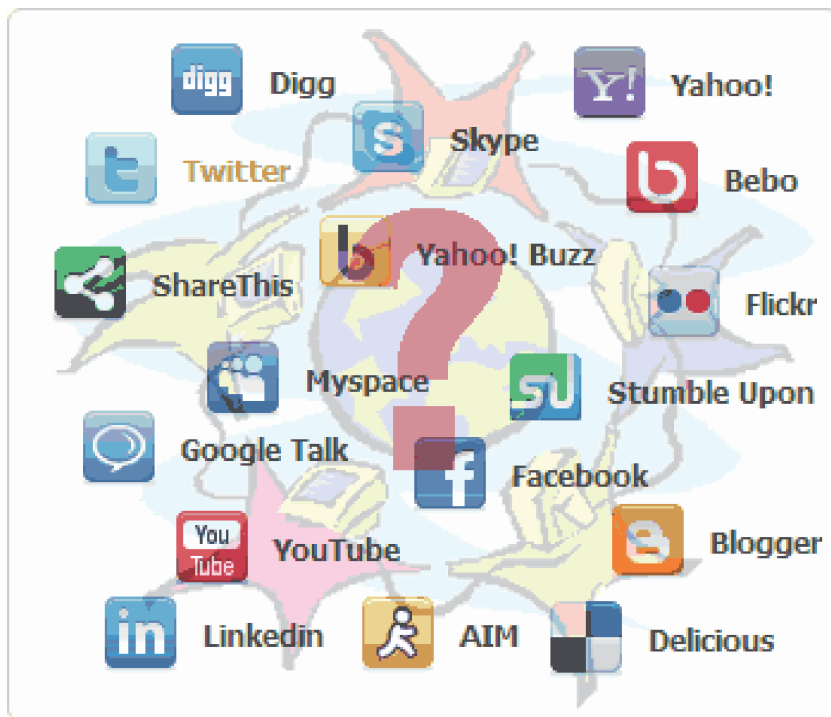 digg Digg
Y! Yahoo!
S Skype
t Twitter
b Bebo
b Yahoo! Buzz
ShareThis
Flickr
Myspace
su Stumble Upon
Google Talk
f Facebook
You Tube YouTube
B Blogger
in Linkedin
AIM
Delicious
?